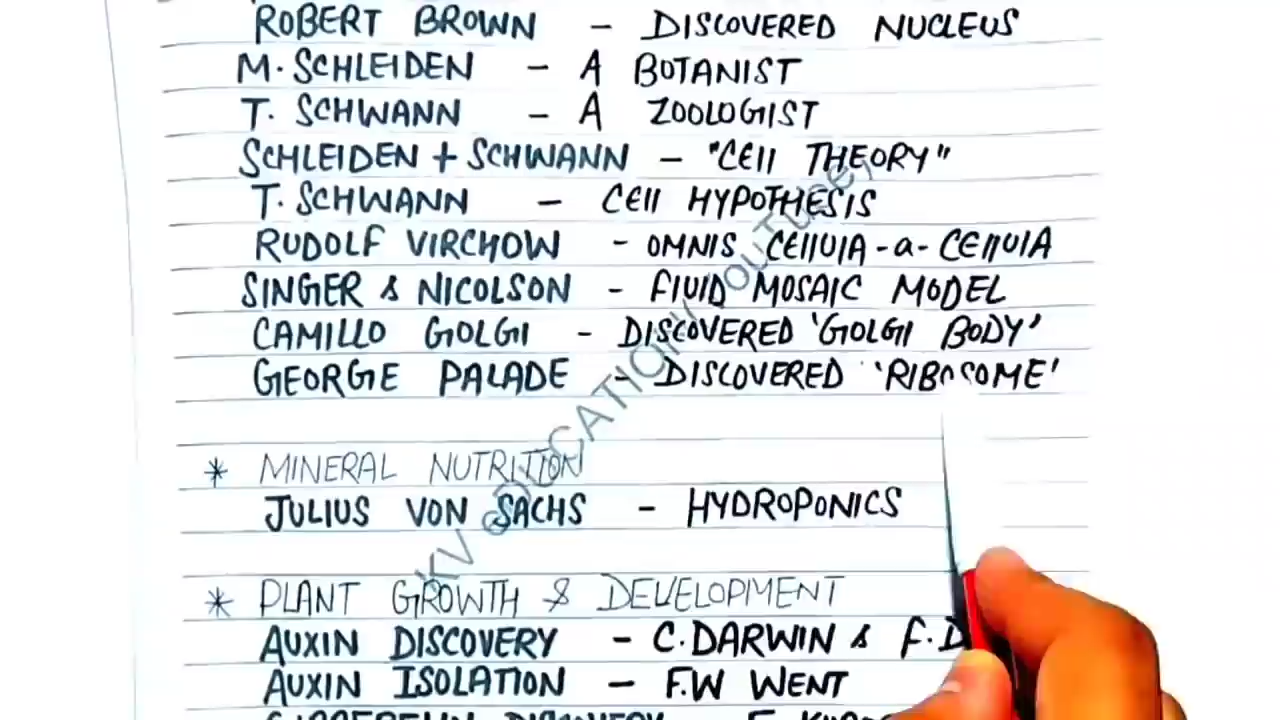 ROBERT BROWN - DISCOVERED NUCLEUS
M. SCHLEIDEN - A BOTANIST
T. SCHWANN - A ZOOLOGIST
SCHLEIDEN + SCHWANN - "CEll THEORY"
T. SCHWANN - CEll HYPOTHESIS
RUDOLF VIRCHOW - OMNIS CEllUlA-a-CEllUlA
SINGER & NICOLSON - FlUID MOSAIC MODEL
CAMILLO GOLGI - DISCOVERED 'GOLGI BODY'
GEORGE PALADE - DISCOVERED 'RIBOSOME'
* MINERAL NUTRITION
JULIUS VON SACHS - HYDROPONICS
* PLANT GROWTH & DEVELOPMENT
AUXIN DISCOVERY - C. DARWIN & F. D
AUXIN ISOLATION - F.W WENT